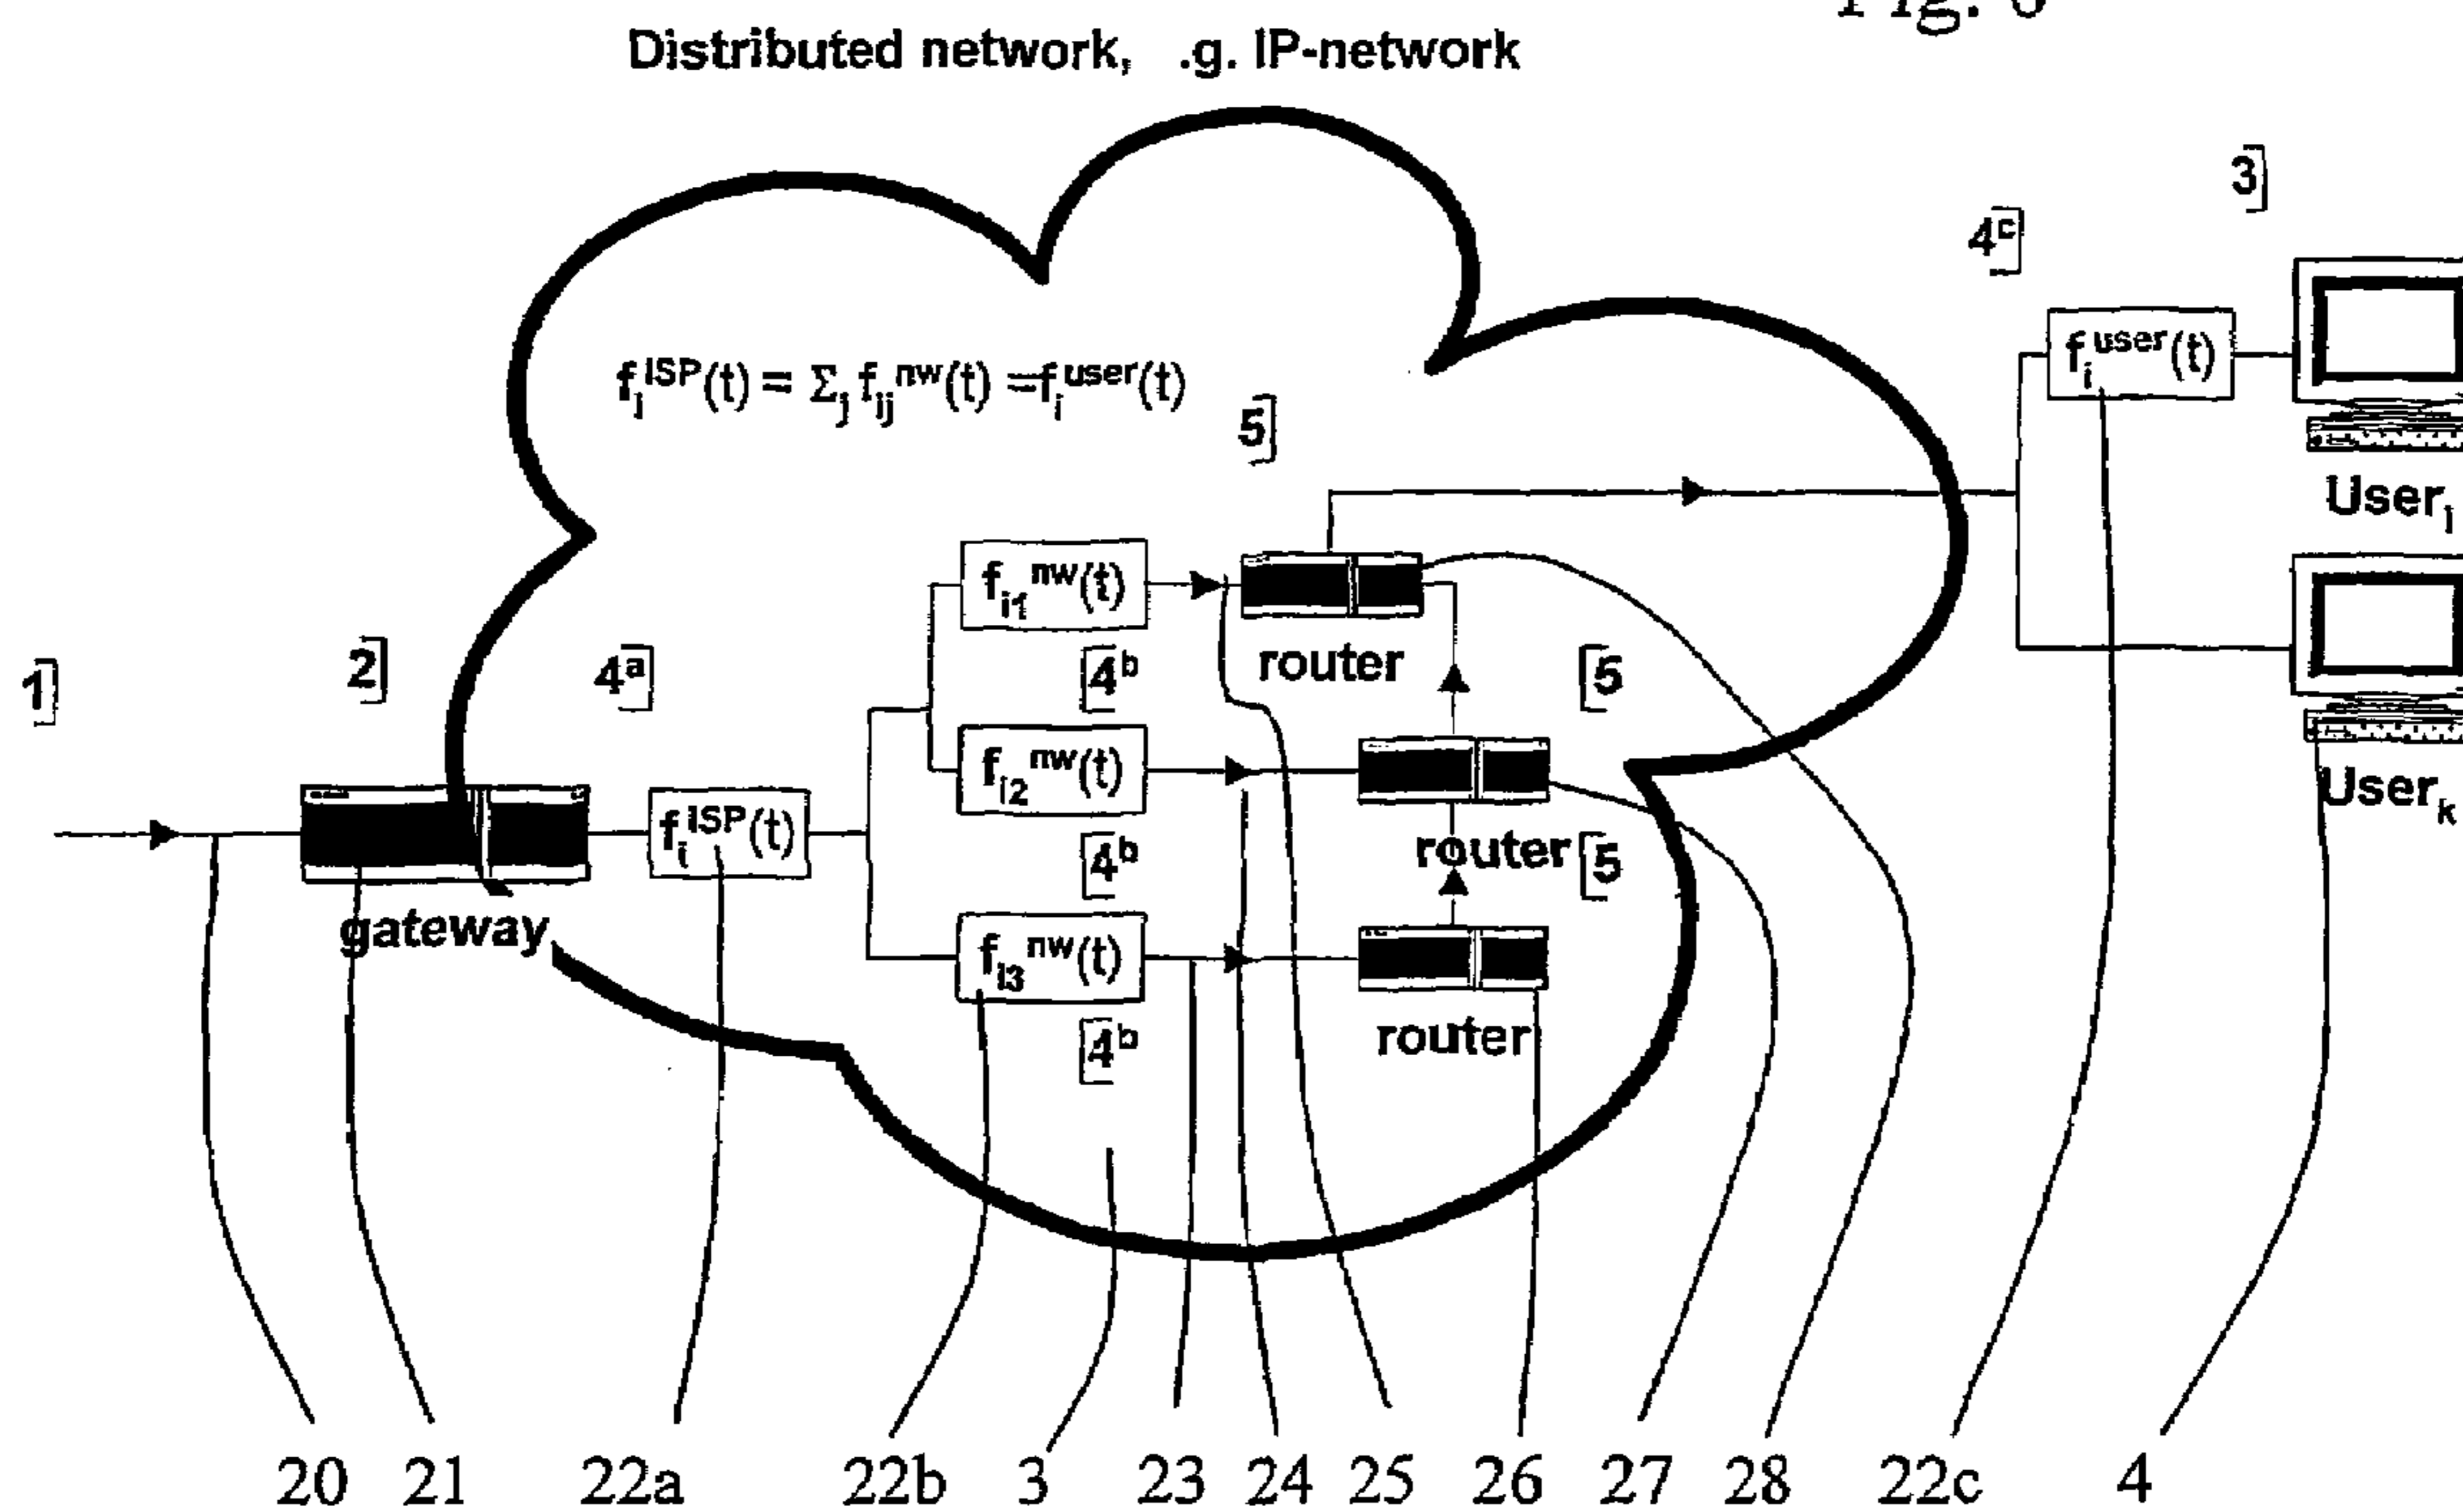 Distributed network, .g. IP-network
3]
4c]
fjISP(t) = Σj fijnw(t) =fiuser(t)
fiuser(t)
5]
Userj
fi1nw(t)
1]
2]
4a]
[4b
router
[5
fi2nw(t)
Userk
fiISP(t)
[4b
router
[5
gateway
fi3nw(t)
[4b
router
20 21 22a 22b 3 23 24 25 26 27 28 22c 4